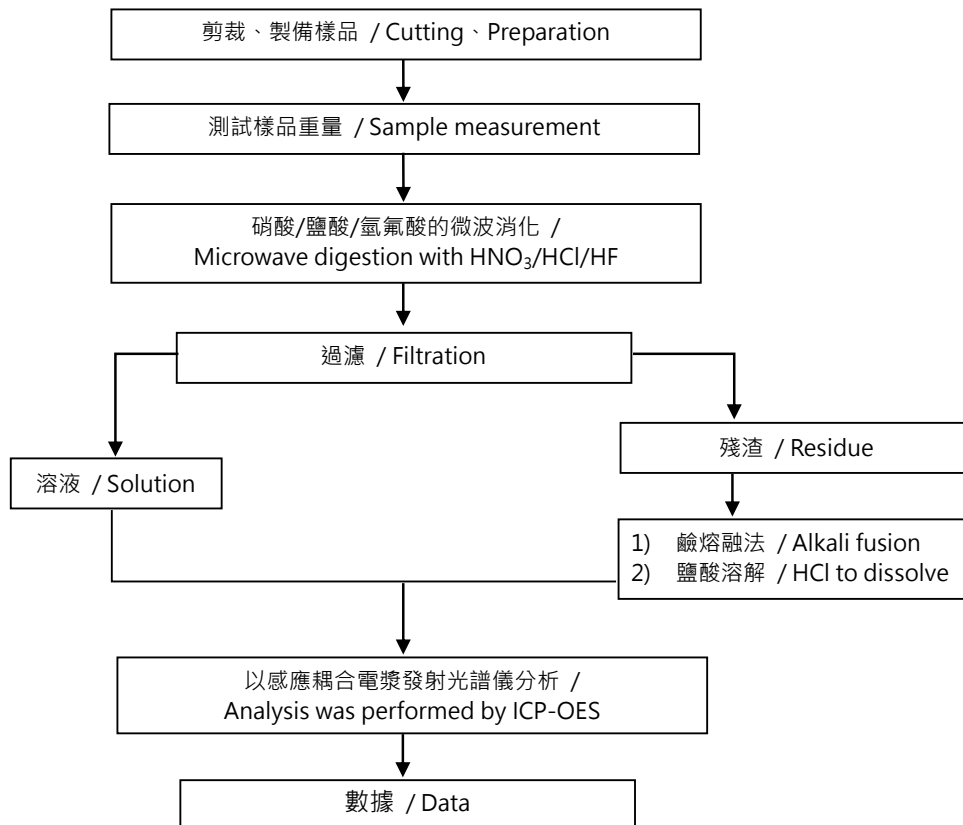 剪裁、製備樣品 / Cutting、Preparation
測試樣品重量 / Sample measurement
硝酸/鹽酸/氫氟酸的微波消化 /
Microwave digestion with HNO₃/HCl/HF
過濾 / Filtration
溶液 / Solution
殘渣 / Residue
1) 鹼熔融法 / Alkali fusion
2) 鹽酸溶解 / HCl to dissolve
以感應耦合電漿發射光譜儀分析 /
Analysis was performed by ICP-OES
數據 / Data